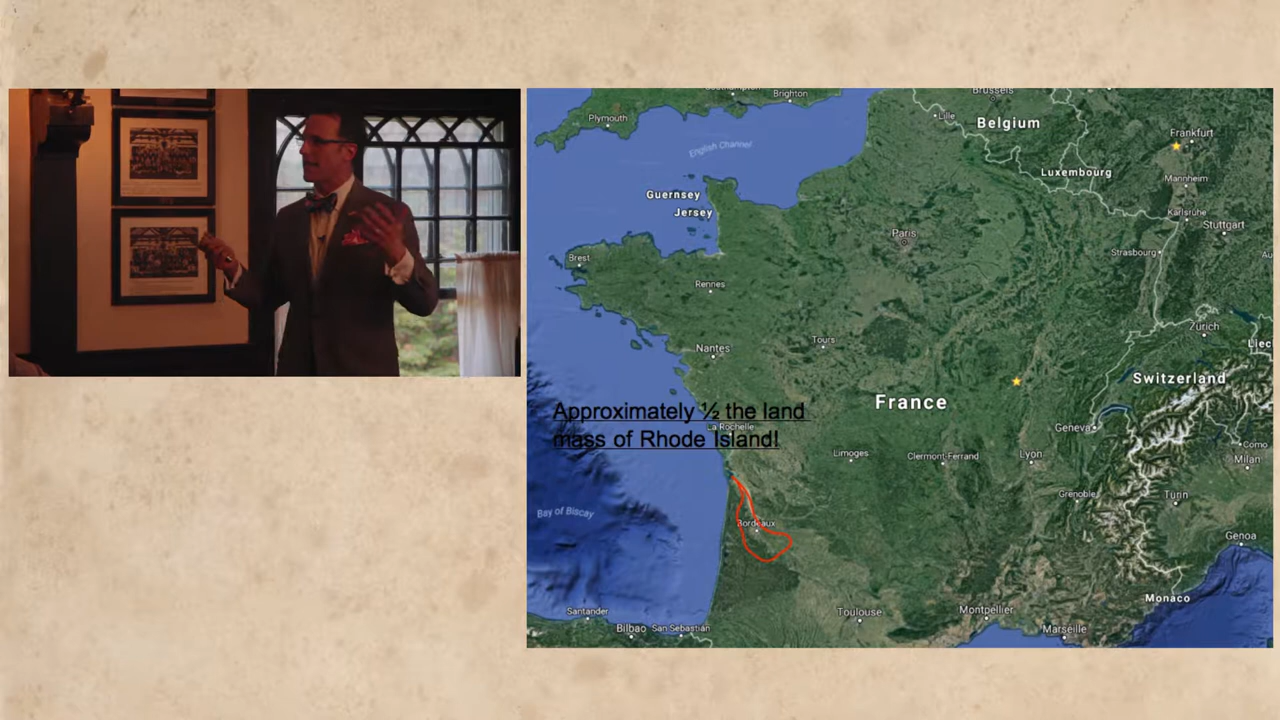 Brighton
Plymouth
Brussels
Lille
Belgium
English Channel
Frankfurt
Luxembourg
Mannheim
Guernsey
Jersey
Karlsruhe
Stuttgart
Paris
Strasbourg
Brest
Rennes
Zürich
Tours
Nantes
Switzerland
France
Approximately ½ the land
mass of Rhode Island!
La Rochelle
Geneva
Como
Limoges
Clermont-Ferrand
Lyon
Milan
Grenoble
Turin
Bay of Biscay
Bordeaux
Genoa
Monaco
Santander
Toulouse
Montpellier
Bilbao
San Sebastián
Marseille